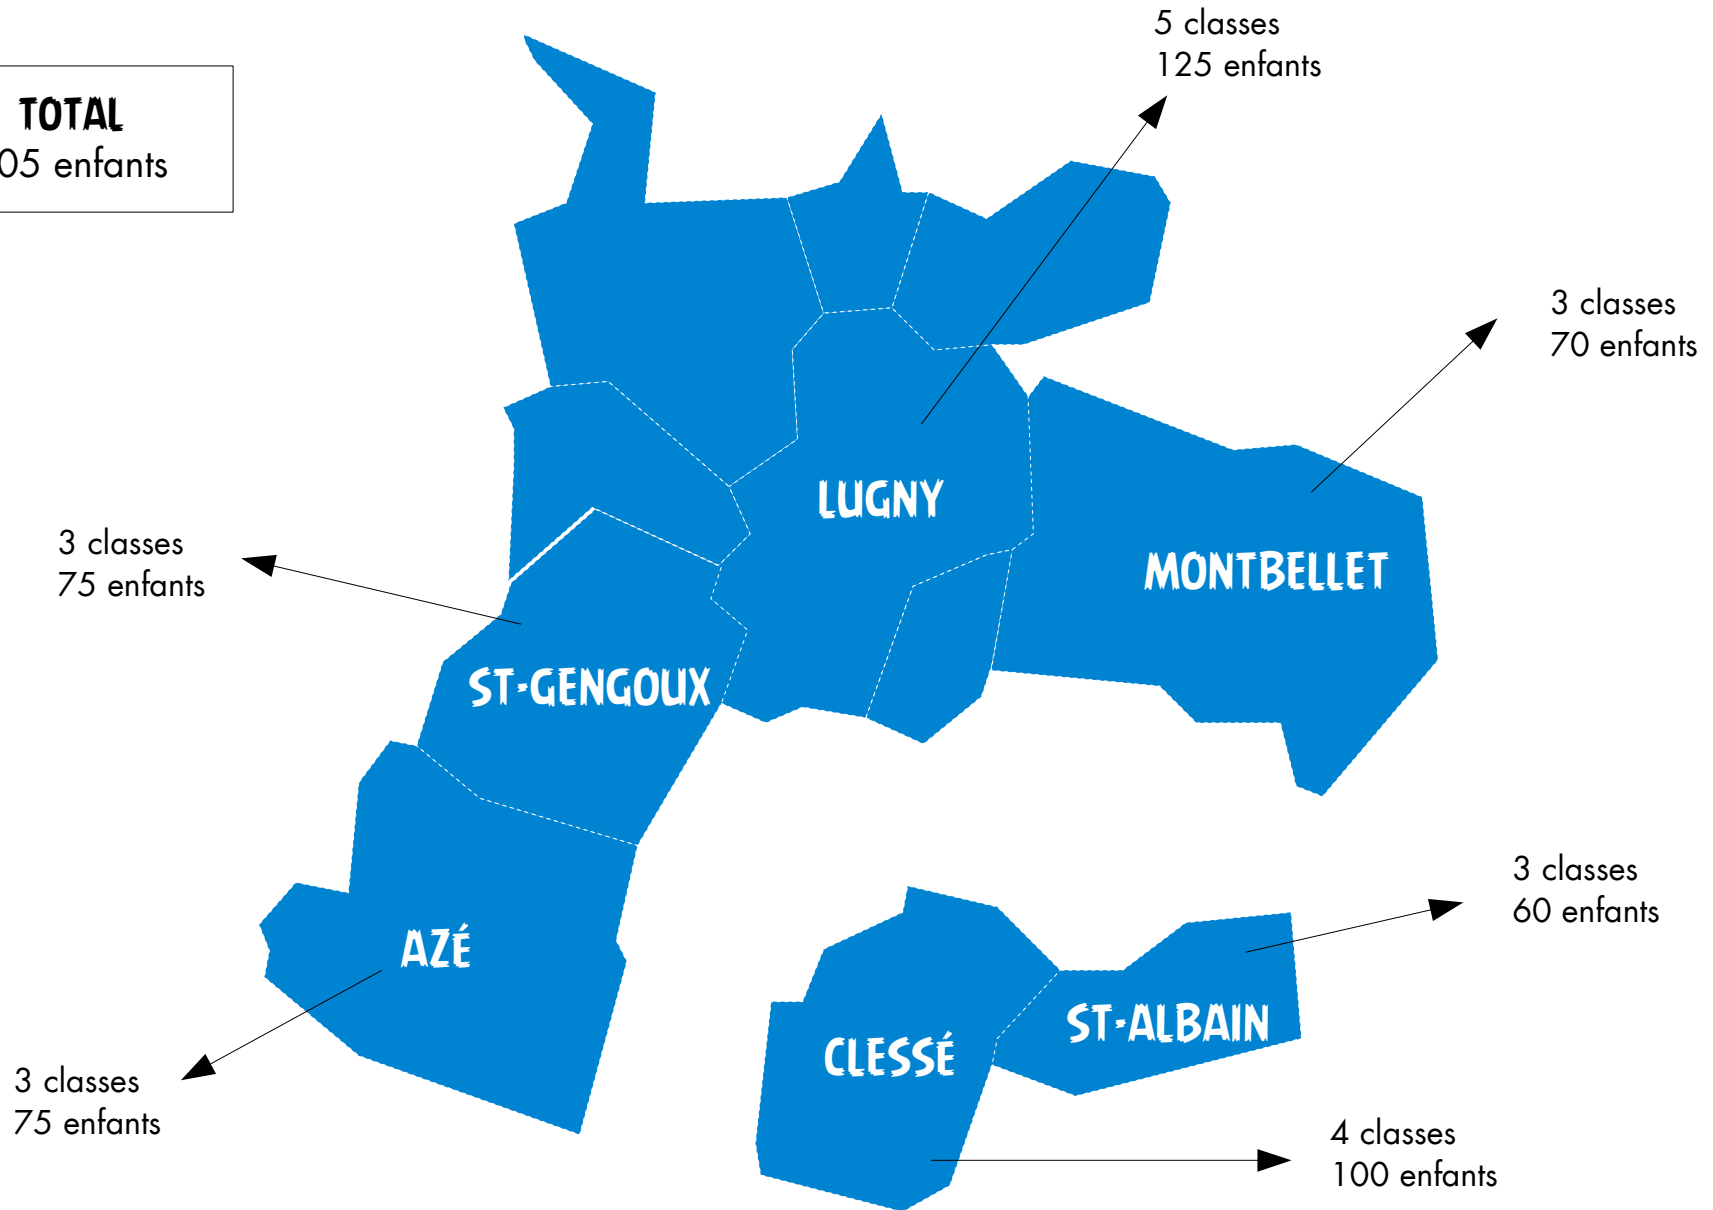 5 classes
125 enfants
TOTAL
05 enfants
3 classes
70 enfants
LUGNY
MONTBELLET
3 classes
75 enfants
ST-GENGOUX
3 classes
60 enfants
AZÉ
ST-ALBAIN
CLESSÉ
3 classes
75 enfants
4 classes
100 enfants